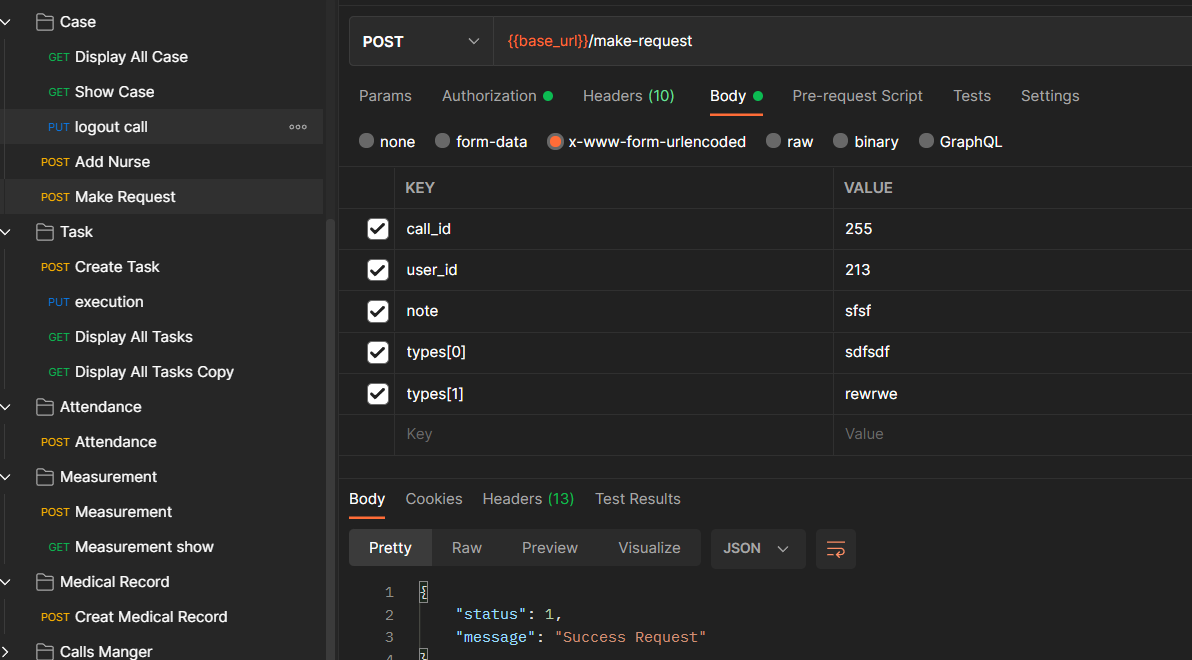 Case
GET Display All Case
GET Show Case
PUT logout call
POST Add Nurse
POST Make Request
Task
POST Create Task
PUT execution
GET Display All Tasks
GET Display All Tasks Copy
Attendance
POST Attendance
Measurement
POST Measurement
GET Measurement show
Medical Record
POST Creat Medical Record
Calls Manger
POST {{base_url}}/make-request
Params Authorization Headers (10) Body Pre-request Script Tests Settings
none form-data x-www-form-urlencoded raw binary GraphQL
KEY VALUE
call_id 255
user_id 213
note sfsf
types[0] sdfsdf
types[1] rewrwe
Key Value
Body Cookies Headers (13) Test Results
Pretty Raw Preview Visualize JSON
1 {
2 "status": 1,
3 "message": "Success Request"
4 }